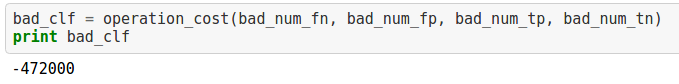 bad_clf = operation_cost(bad_num_fn, bad_num_fp, bad_num_tp, bad_num_tn)
print bad_clf
-472000